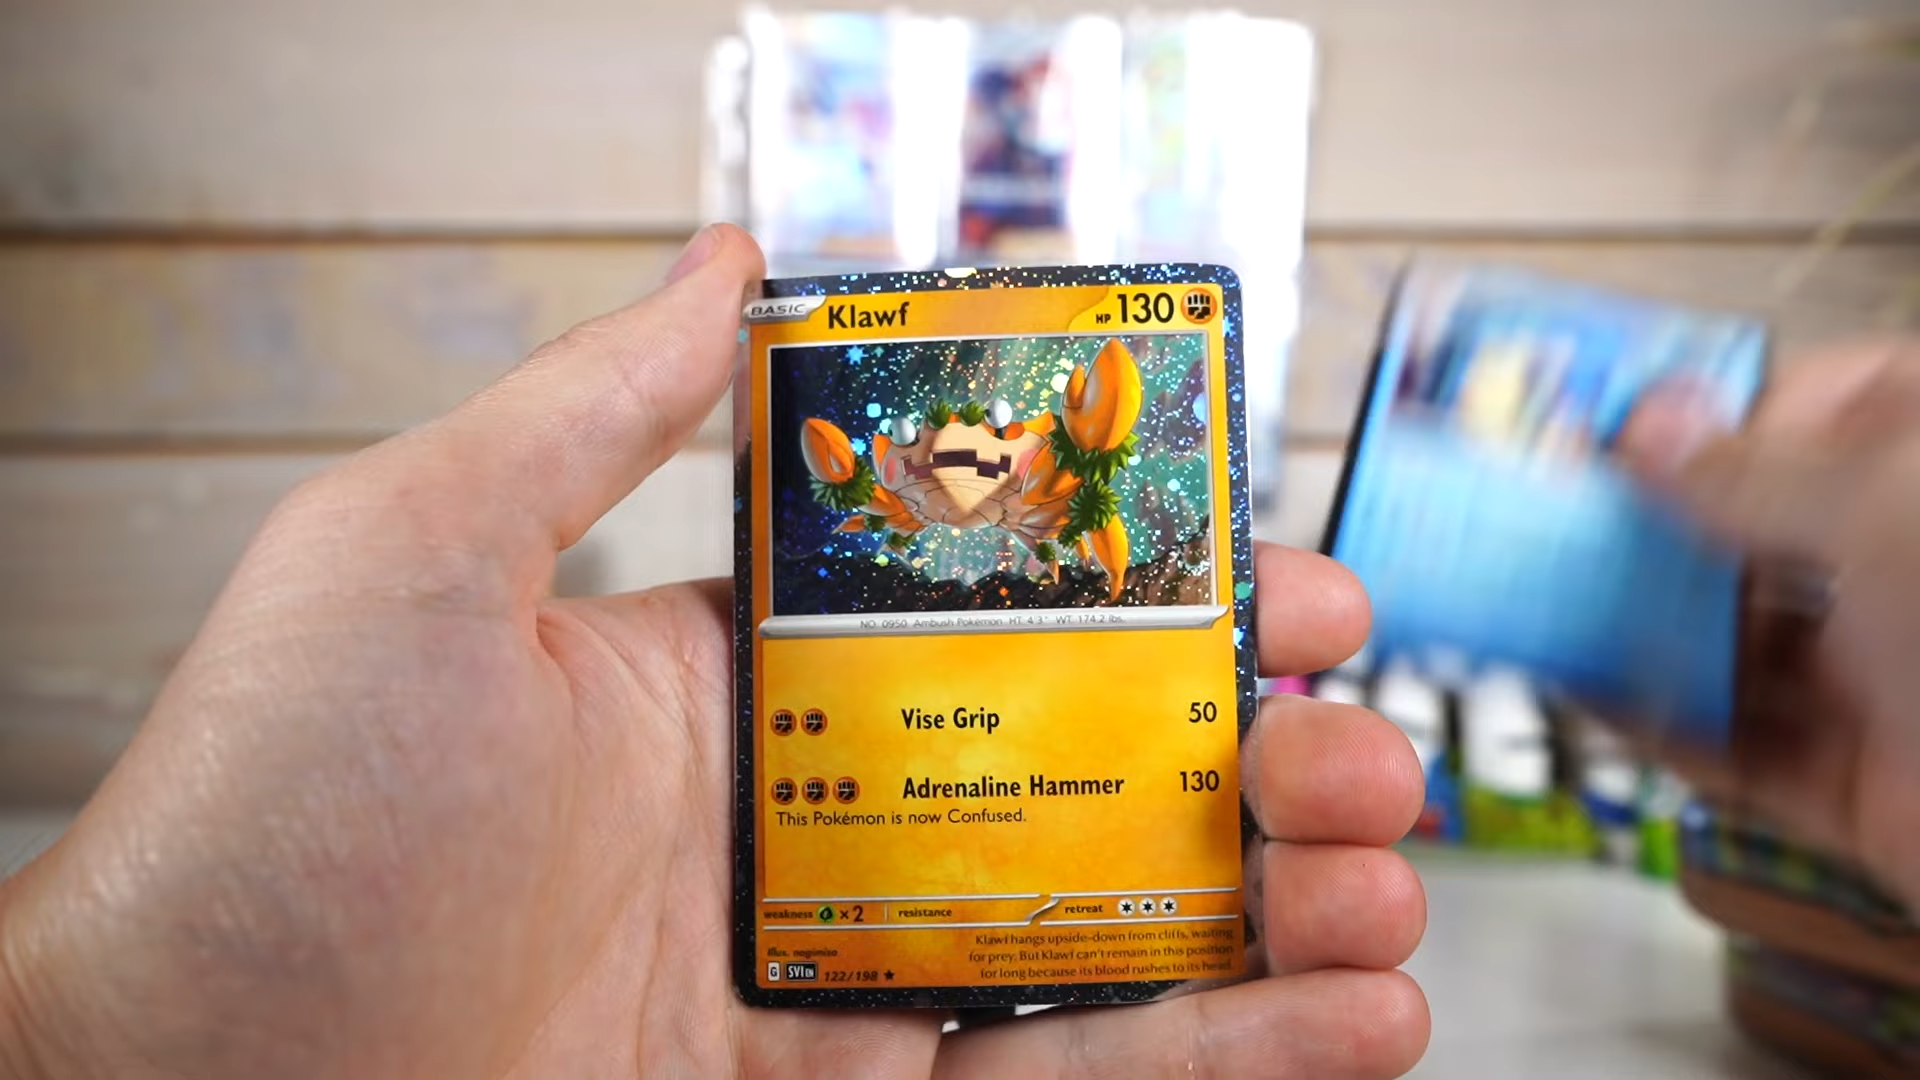 BASIC Klawf HP 130
NO. 0950 Ambush Pokémon HT. 4'3" WT. 174.2 lbs.
Vise Grip 50
Adrenaline Hammer 130
This Pokémon is now Confused.
weakness ×2 resistance retreat
Illus. nagimiso
Klawf hangs upside-down from cliffs, waiting
for prey. But Klawf can't remain in this position
for long because its blood rushes to its head.
G SVI EN 122/198